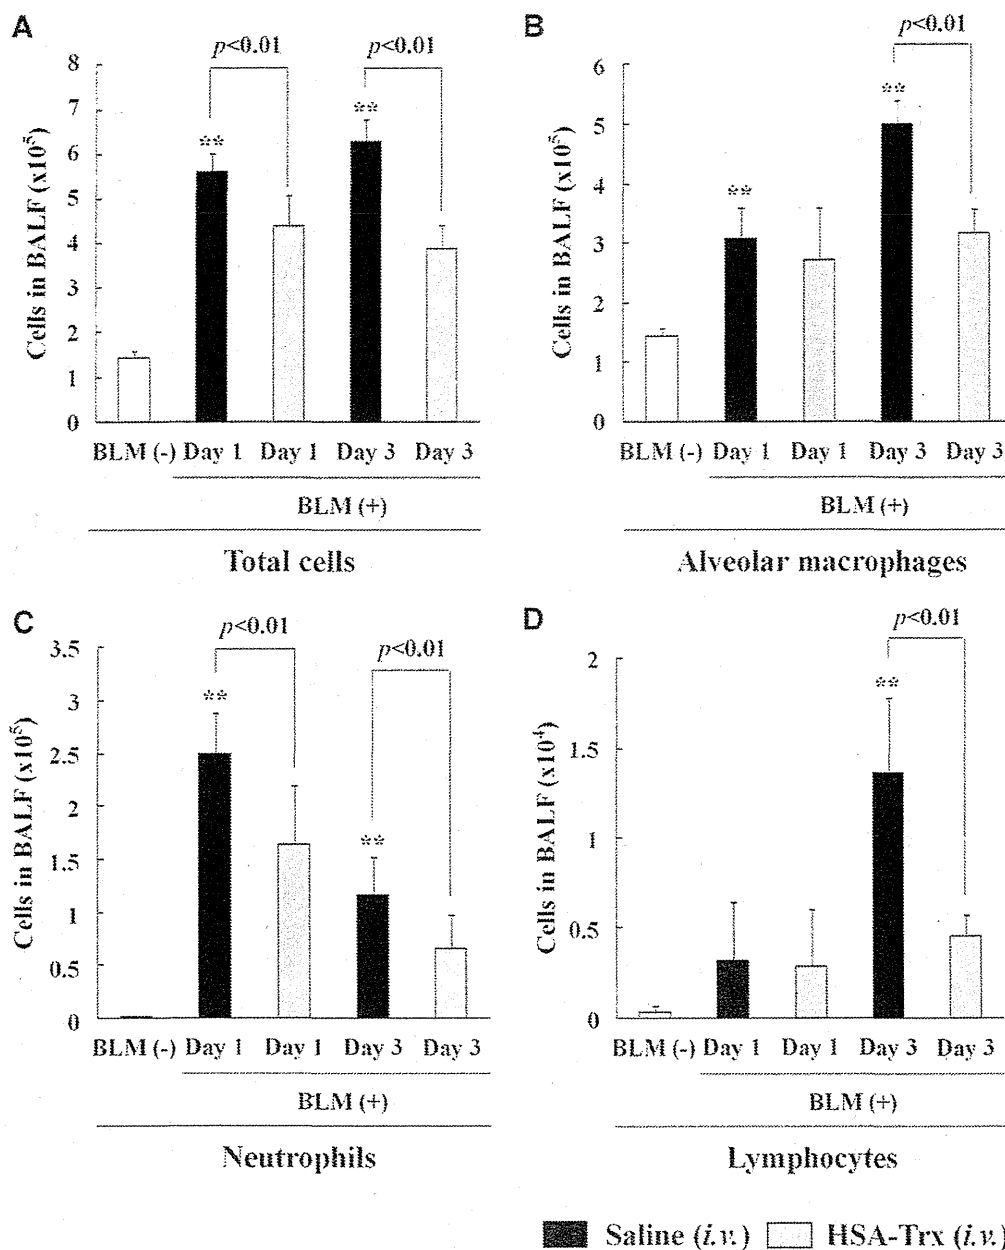 A
p<0.01
p<0.01
Cells in BALF (x10⁵)
8
7
6
5
4
3
2
1
0
**
**
BLM (-) Day 1 Day 1 Day 3 Day 3
BLM (+)
Total cells
B
p<0.01
Cells in BALF (x10⁵)
6
5
4
3
2
1
0
**
**
BLM (-) Day 1 Day 1 Day 3 Day 3
BLM (+)
Alveolar macrophages
C
p<0.01
p<0.01
Cells in BALF (x10⁵)
3.5
3
2.5
2
1.5
1
0.5
0
**
**
BLM (-) Day 1 Day 1 Day 3 Day 3
BLM (+)
Neutrophils
D
p<0.01
Cells in BALF (x10⁴)
2
1.5
1
0.5
0
**
BLM (-) Day 1 Day 1 Day 3 Day 3
BLM (+)
Lymphocytes
Saline (i.v.) HSA-Trx (i.v.)